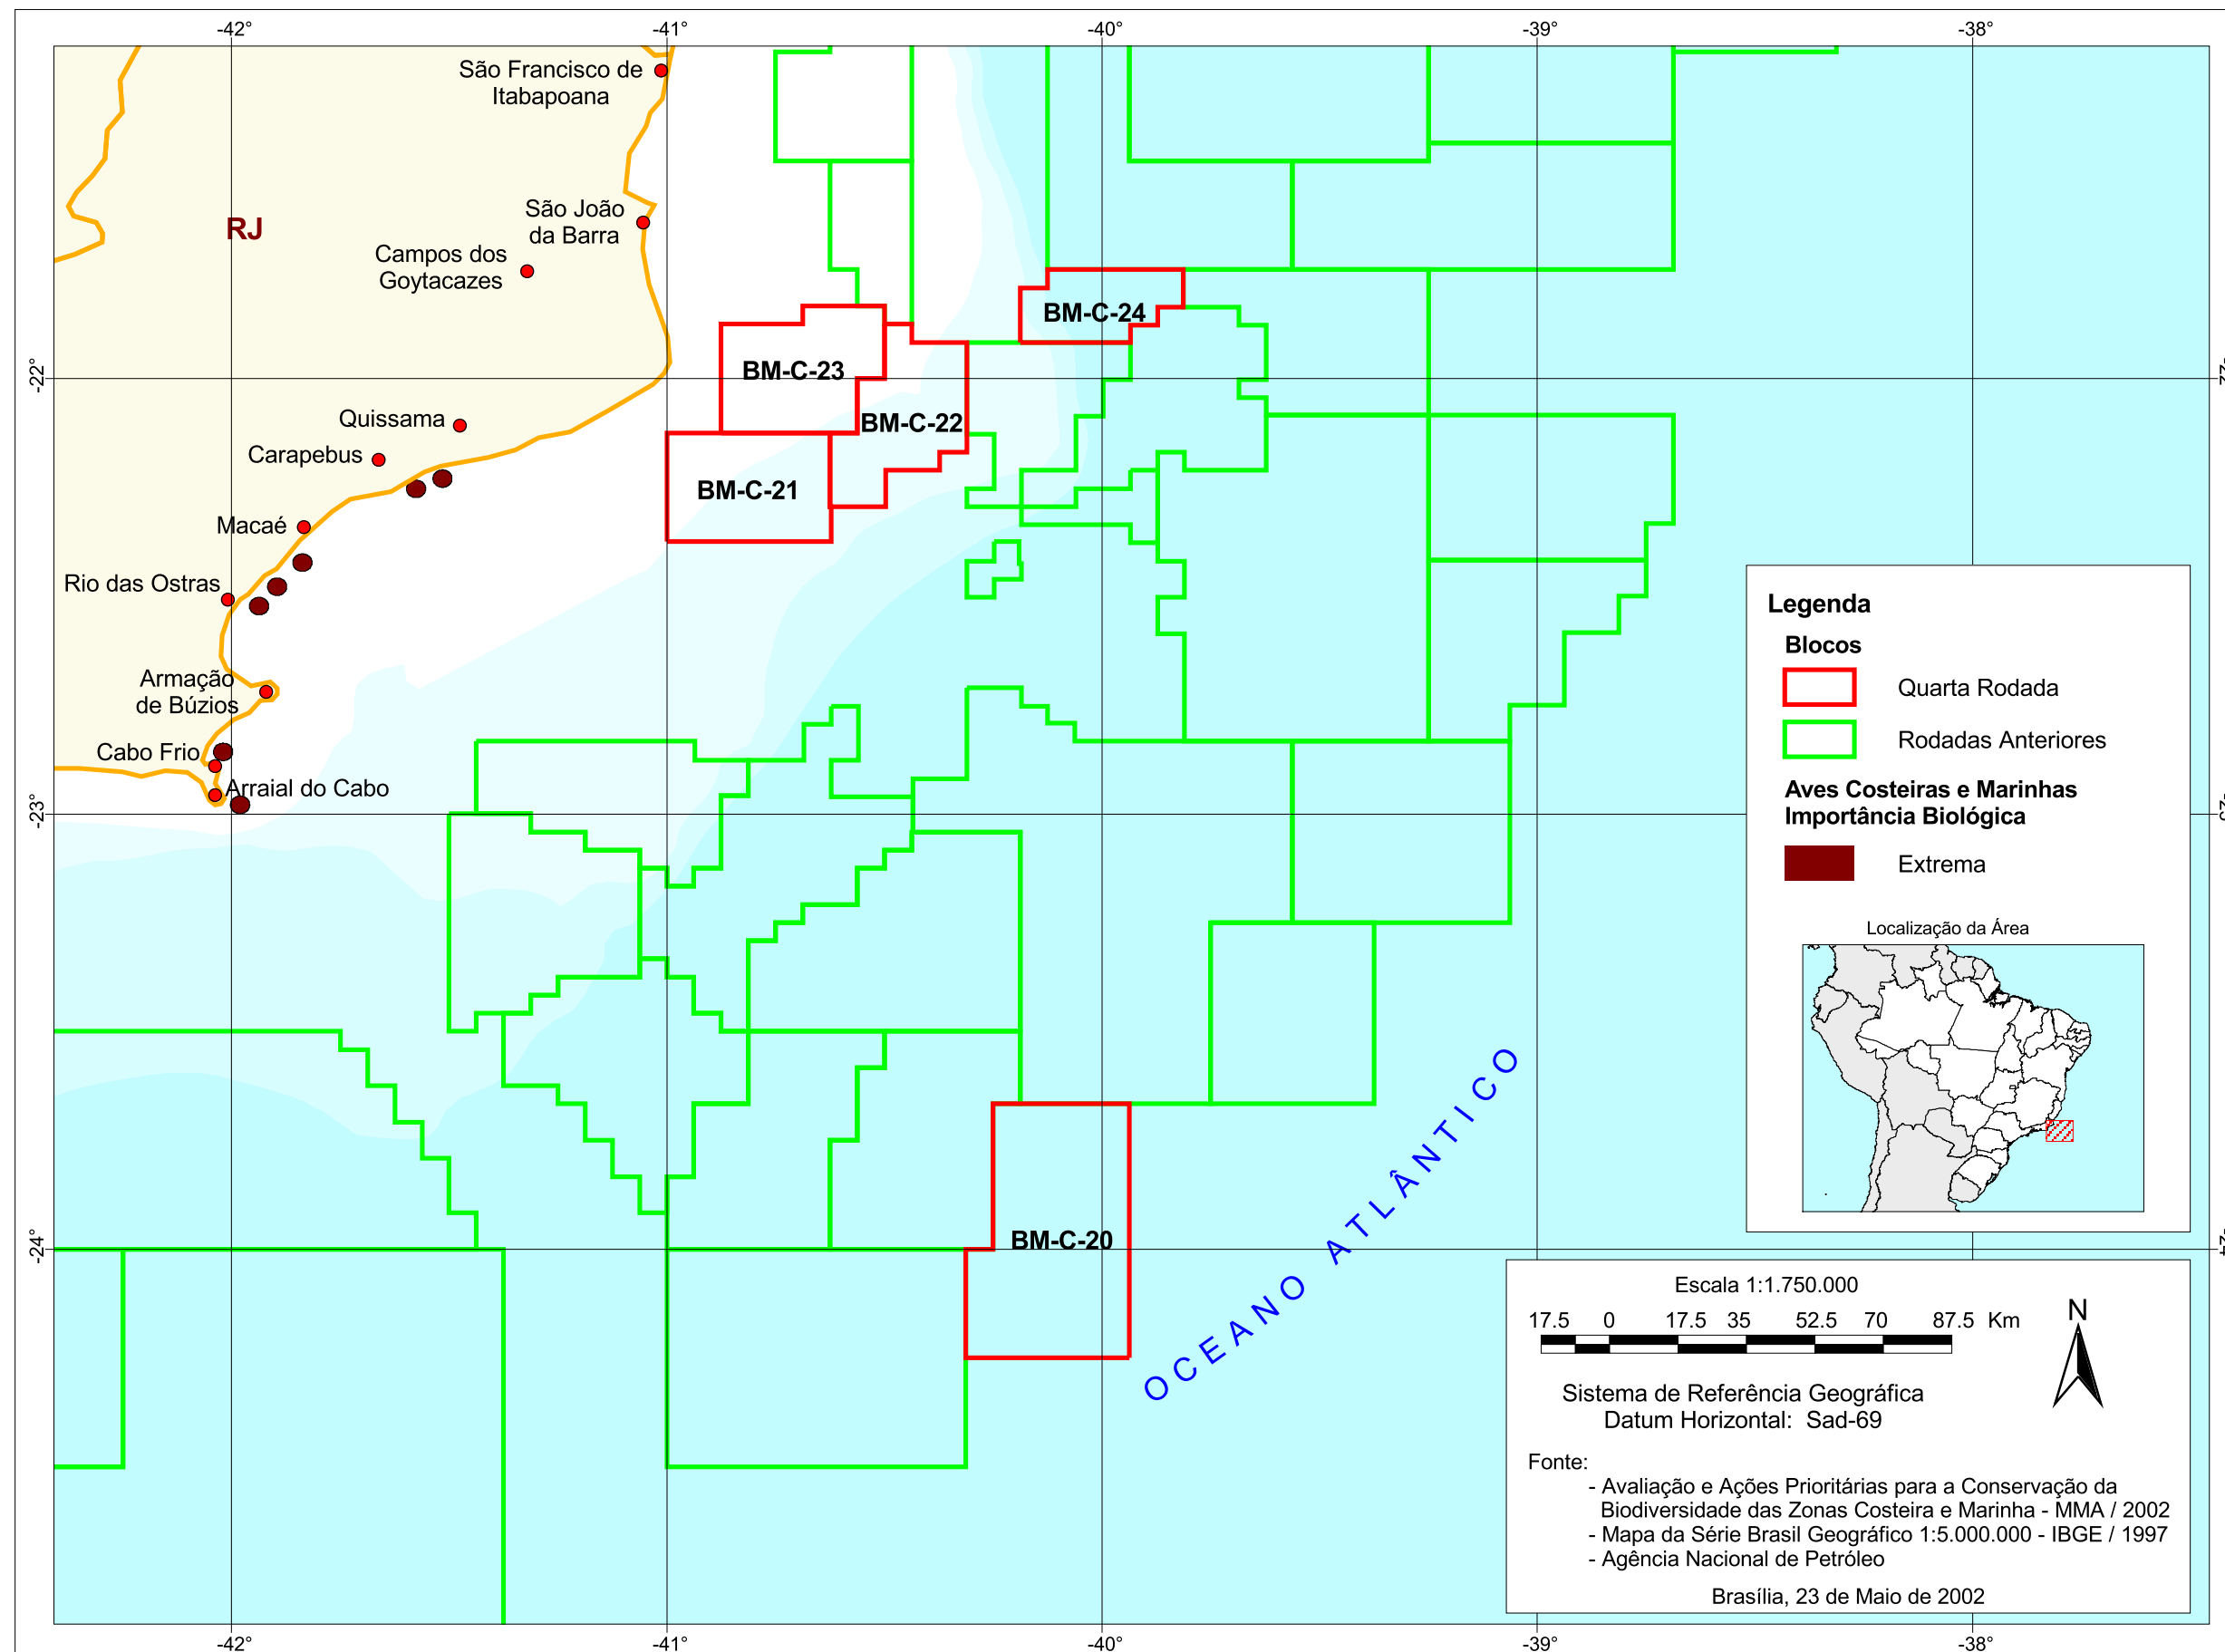 -42°
-41°
-40°
-39°
-38°
São Francisco de
Itabapoana
São João
da Barra
RJ
Campos dos
Goytacazes
BM-C-24
BM-C-23
-22°
Quissama
BM-C-22
Carapebus
BM-C-21
Macaé
Rio das Ostras
Armação
de Búzios
Cabo Frio
Arraial do Cabo
-23°
BM-C-20
-24°
OCEANO ATLÂNTICO
Legenda
Blocos
Quarta Rodada
Rodadas Anteriores
Aves Costeiras e Marinhas
Importância Biológica
Extrema
Localização da Área
Escala 1:1.750.000
17.5 0 17.5 35 52.5 70 87.5 Km
N
Sistema de Referência Geográfica
Datum Horizontal: Sad-69
Fonte:
- Avaliação e Ações Prioritárias para a Conservação da
Biodiversidade das Zonas Costeira e Marinha - MMA / 2002
- Mapa da Série Brasil Geográfico 1:5.000.000 - IBGE / 1997
- Agência Nacional de Petróleo
Brasília, 23 de Maio de 2002
-42°
-41°
-40°
-39°
-38°